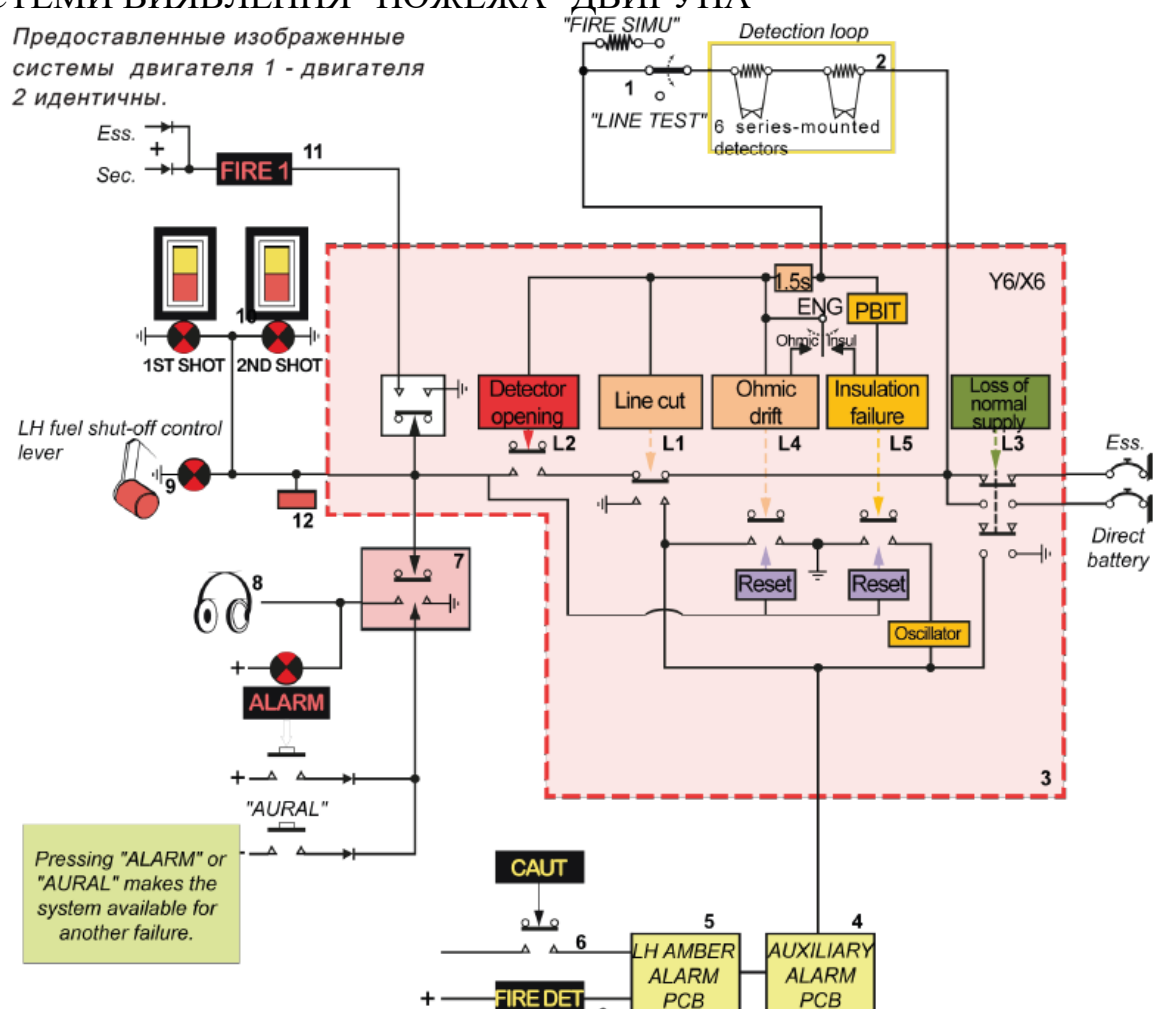 СТЕМИ ВИЯВЛЕННЯ "ПОЖЕЖА" ДВИГУНА
Предоставленные изображенные
системы двигателя 1 - двигателя
2 идентичны.
"FIRE SIMU"
Detection loop
1
2
"LINE TEST"
6 series-mounted
detectors
Ess.
+
Sec.
FIRE 1
11
Y6/X6
1.5s
ENG
PBIT
Ohmic
Insul
10
1ST SHOT
2ND SHOT
Detector
opening
Line cut
Ohmic
drift
Insulation
failure
Loss of
normal
supply
L2
L1
L4
L5
L3
LH fuel shut-off control
lever
9
12
Ess.
Direct
battery
7
8
Reset
Reset
Oscillator
+
ALARM
+
"AURAL"
3
Pressing "ALARM" or
"AURAL" makes the
system available for
another failure.
CAUT
6
5
4
LH AMBER
ALARM
PCB
AUXILIARY
ALARM
PCB
+
FIRE DET